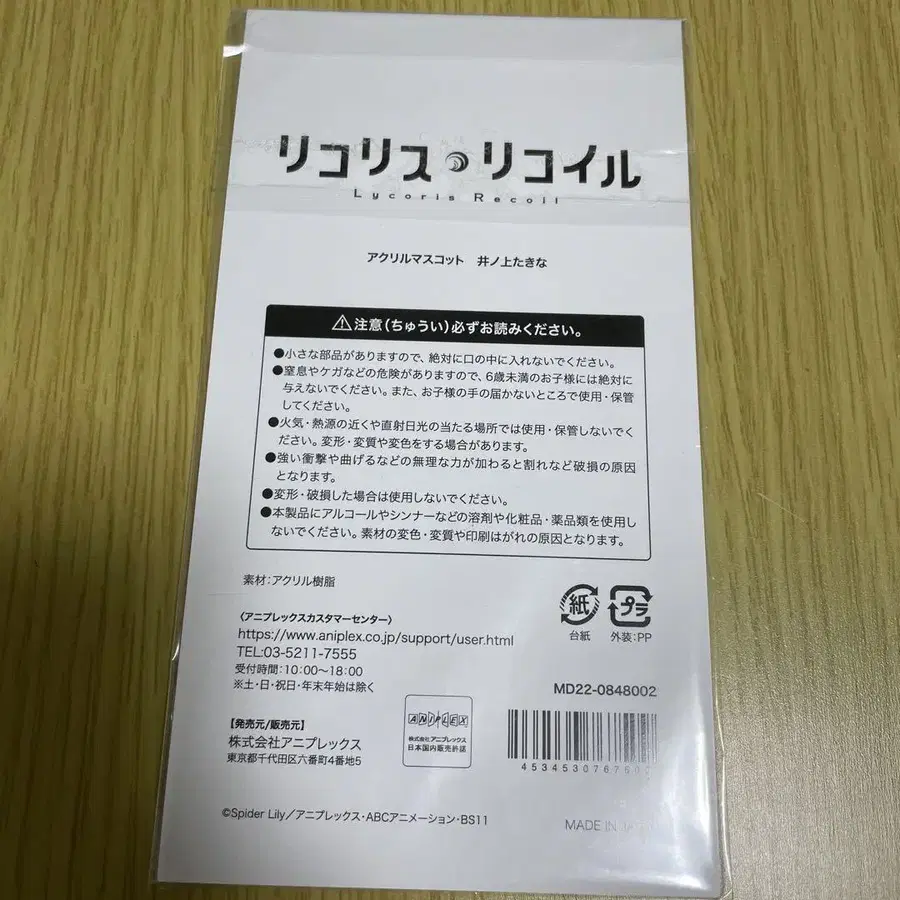 リコリス・リコイル
Lycoris Recoil
アクリルマスコット 井ノ上たきな
⚠注意(ちゅうい)必ずお読みください。
●小さな部品がありますので、絶対に口の中に入れないでください。
●窒息やケガなどの危険がありますので、6歳未満のお子様には絶対に
与えないでください。また、お子様の手の届かないところで使用・保管
してください。
●火気・熱源の近くや直射日光の当たる場所では使用・保管しないでく
ださい。変形・変質や変色をする場合があります。
●強い衝撃や曲げるなどの無理な力が加わると割れなど破損の原因
となります。
●変形・破損した場合は使用しないでください。
●本製品にアルコールやシンナーなどの溶剤や化粧品・薬品類を使用し
ないでください。素材の変色・変質や印刷はがれの原因となります。
素材:アクリル樹脂
紙
台紙
プラ
外装:PP
〈アニプレックスカスタマーセンター〉
https://www.aniplex.co.jp/support/user.html
TEL:03-5211-7555
受付時間:10:00〜18:00
※土・日・祝日・年末年始は除く
【発売元/販売元】
株式会社アニプレックス
東京都千代田区六番町4番地5
ANIPLEX
株式会社アニプレックス
日本国内販売許諾
MD22-0848002
©Spider Lily/アニプレックス・ABCアニメーション・BS11
MADE IN